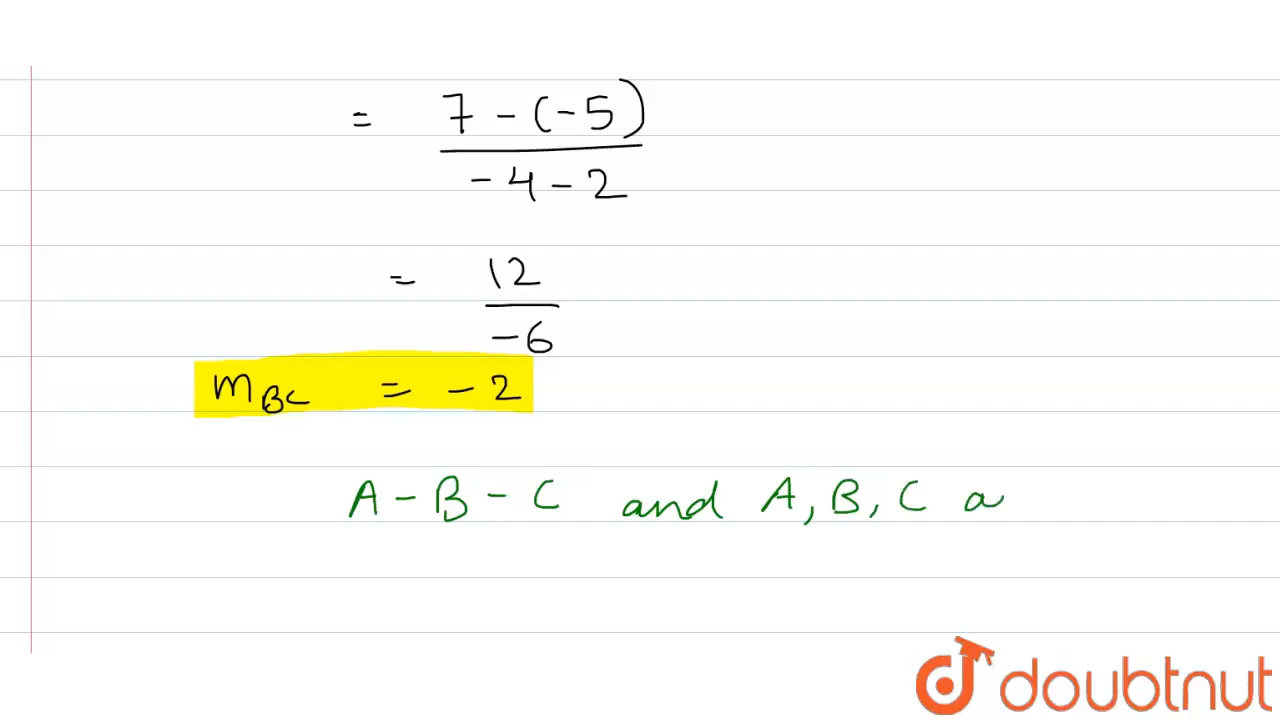 = 7 - (-5)
-4 - 2
= 12
-6
m_BC = -2
A - B - C and A, B, C a
doubtnut